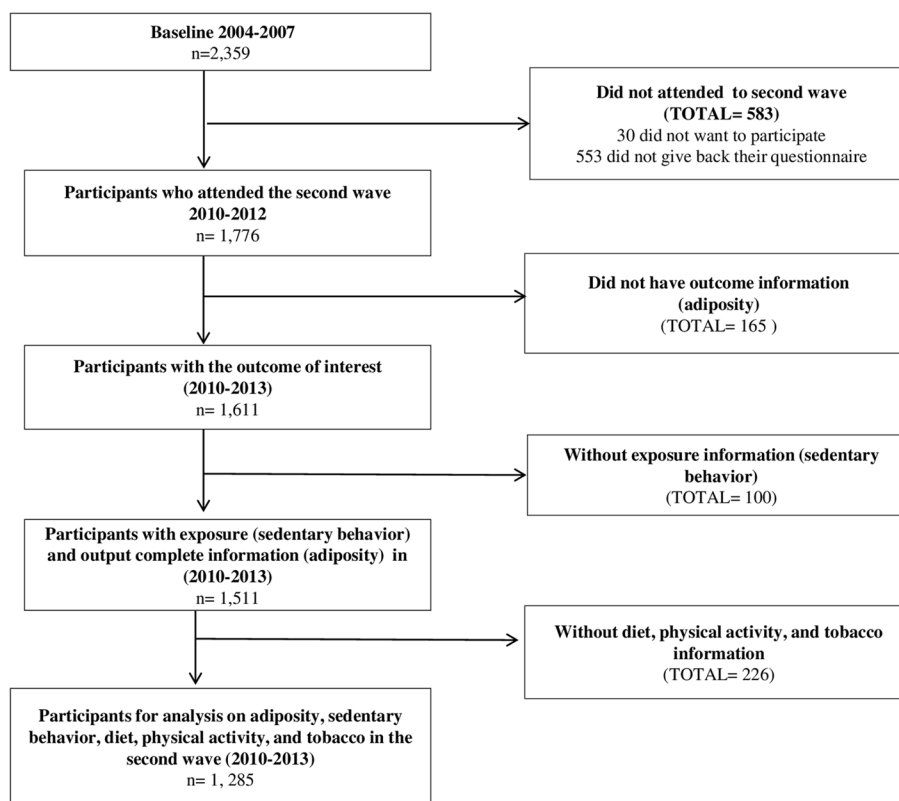 Baseline 2004-2007
n=2,359
Did not attended to second wave
(TOTAL= 583)
30 did not want to participate
553 did not give back their questionnaire
Participants who attended the second wave
2010-2012
n= 1,776
Did not have outcome information
(adiposity)
(TOTAL= 165 )
Participants with the outcome of interest
(2010-2013)
n= 1,611
Without exposure information (sedentary
behavior)
(TOTAL= 100)
Participants with exposure (sedentary behavior)
and output complete information (adiposity) in
(2010-2013)
n= 1,511
Without diet, physical activity, and tobacco
information
(TOTAL= 226)
Participants for analysis on adiposity, sedentary
behavior, diet, physical activity, and tobacco in the
second wave (2010-2013)
n= 1, 285